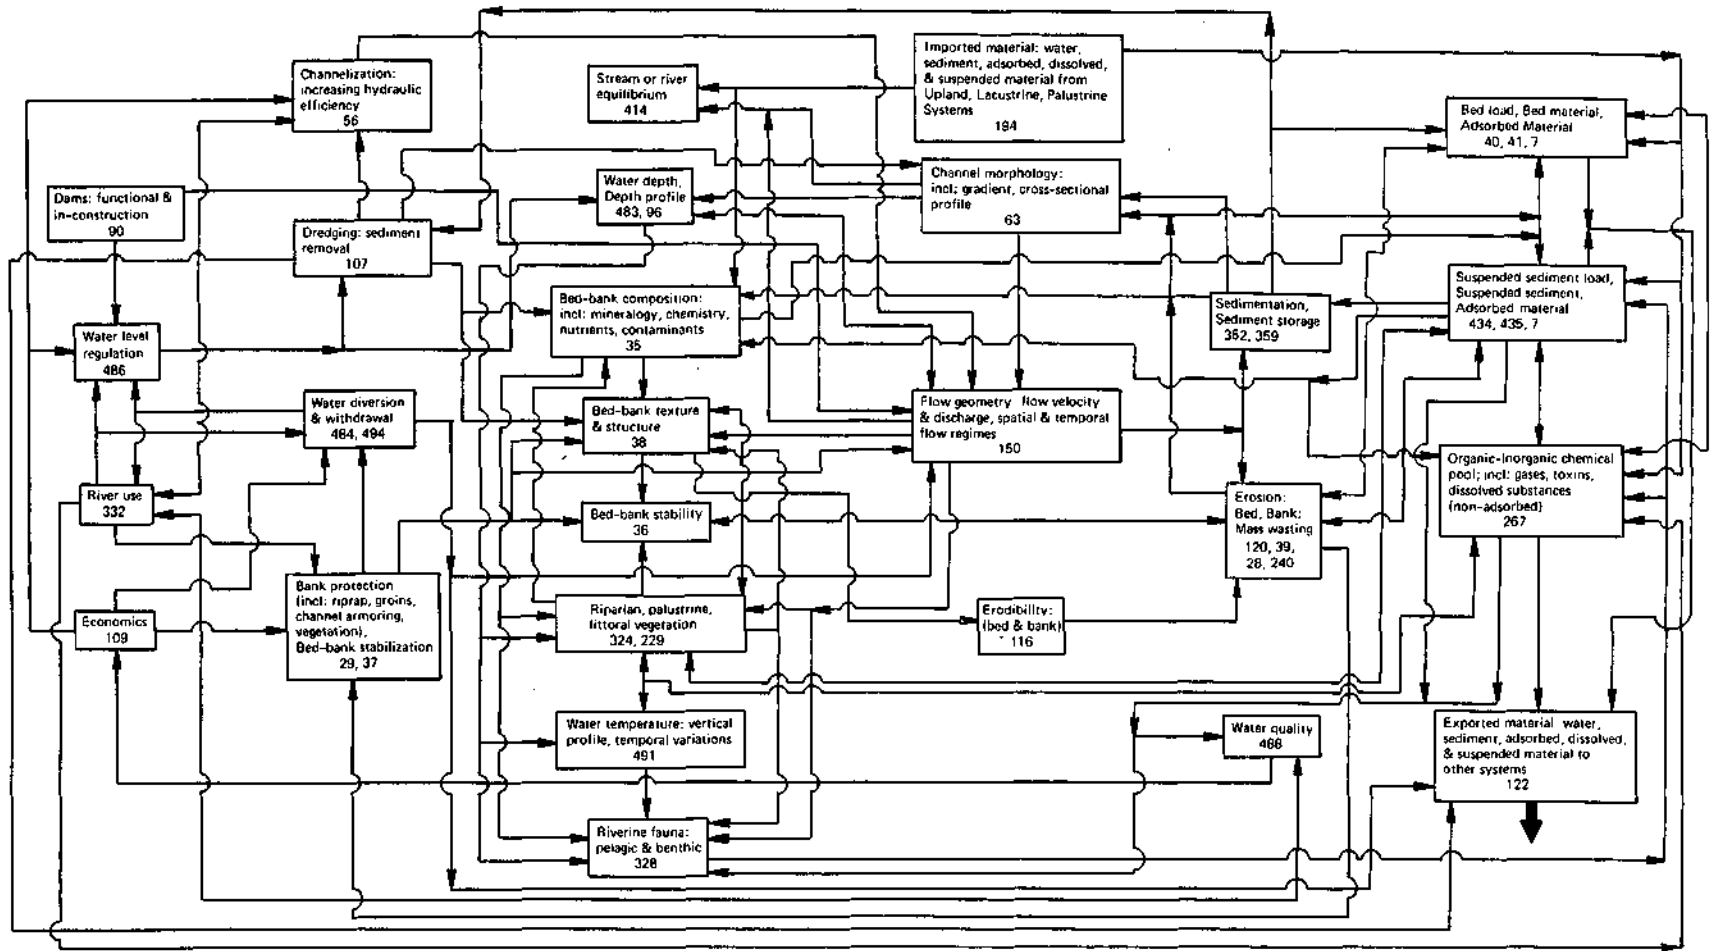 Channelization:
increasing hydraulic
efficiency
56
Stream or river
equilibrium
414
Imported material: water,
sediment, adsorbed, dissolved,
& suspended material from
Upland, Lacustrine, Palustrine
Systems
194
Bed load, Bed material,
Adsorbed Material
40, 41, 7
Dams: functional &
in-construction
90
Dredging: sediment
removal
107
Water depth,
Depth profile
483, 96
Channel morphology:
incl: gradient, cross-sectional
profile
63
Bed-bank composition:
incl: mineralogy, chemistry,
nutrients, contaminants
35
Sedimentation,
Sediment storage
352, 359
Suspended sediment load,
Suspended sediment,
Adsorbed material
434, 435, 7
Water level
regulation
486
Water diversion
& withdrawal
484, 494
Bed-bank texture
& structure
38
Flow geometry flow velocity
& discharge, spatial & temporal
flow regimes
150
Organic-Inorganic chemical
pool; incl: gases, toxins,
dissolved substances
(non-adsorbed)
267
River use
332
Bed-bank stability
36
Erosion:
Bed, Bank;
Mass wasting
120, 39,
28, 240
Economics
109
Bank protection
(incl: riprap, groins,
channel armoring,
vegetation),
Bed-bank stabilization
29, 37
Riparian, palustrine,
littoral vegetation
324, 229
Erodibility:
(bed & bank)
116
Water temperature: vertical
profile, temporal variations
491
Water quality
488
Exported material water,
sediment, adsorbed, dissolved,
& suspended material to
other systems
122
Riverine fauna:
pelagic & benthic
328